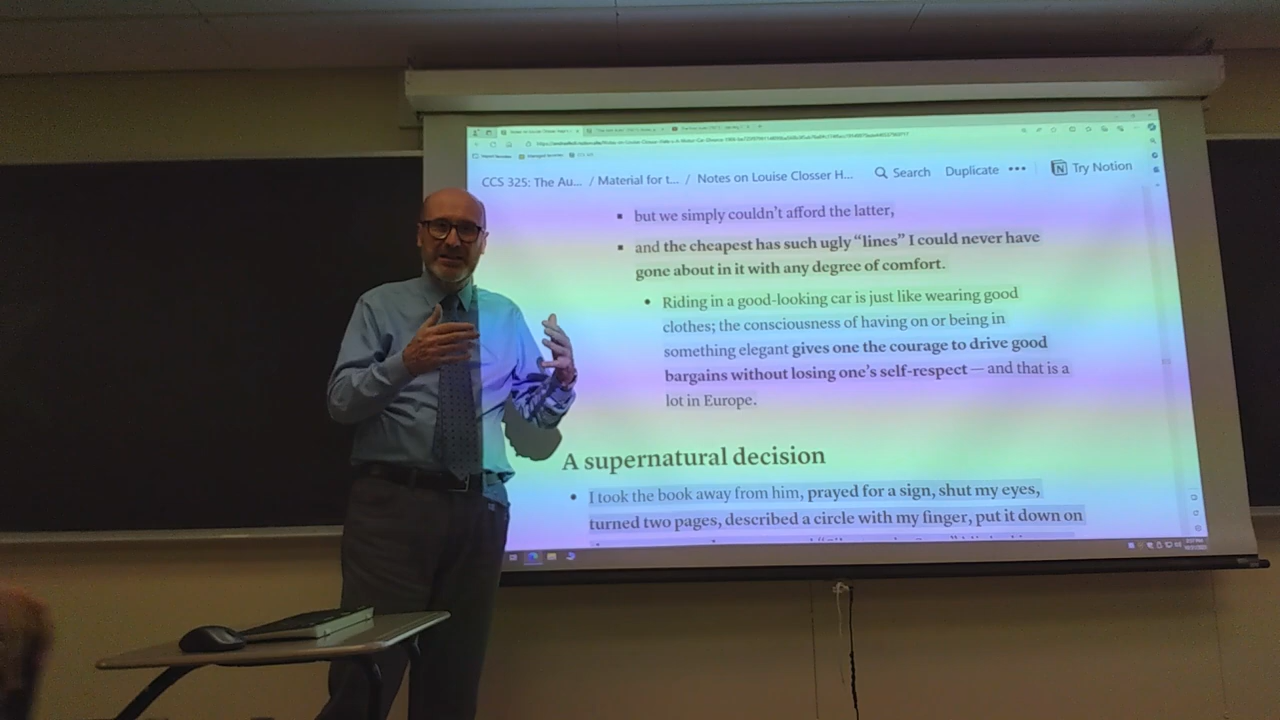 CCS 325: The Au... / Material for t... / Notes on Louise Closser H... Search Duplicate ••• Try Notion
▪ but we simply couldn't afford the latter,
▪ and the cheapest has such ugly “lines” I could never have
gone about in it with any degree of comfort.
• Riding in a good-looking car is just like wearing good
clothes; the consciousness of having on or being in
something elegant gives one the courage to drive good
bargains without losing one's self-respect — and that is a
lot in Europe.
A supernatural decision
• I took the book away from him, prayed for a sign, shut my eyes,
turned two pages, described a circle with my finger, put it down on